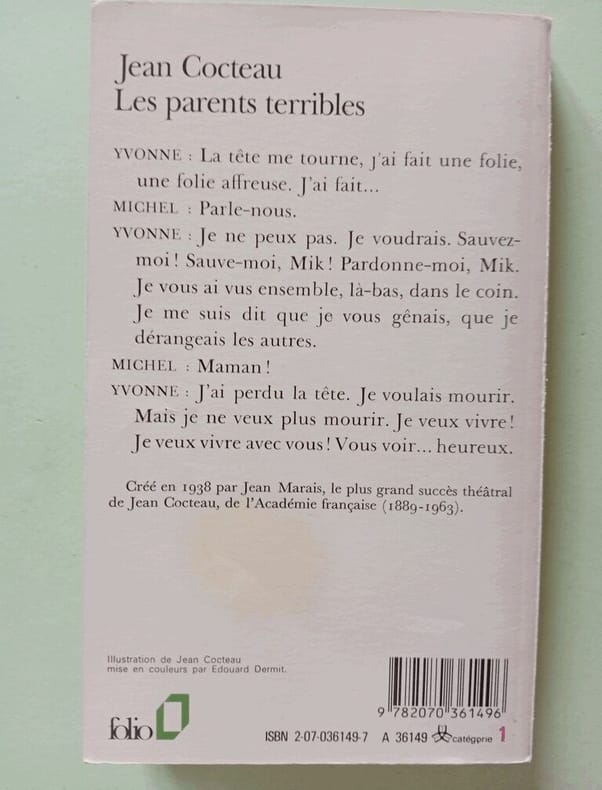 Jean Cocteau
Les parents terribles
YVONNE : La tête me tourne, j'ai fait une folie,
une folie affreuse. J'ai fait...
MICHEL : Parle-nous.
YVONNE : Je ne peux pas. Je voudrais. Sauvez-
moi ! Sauve-moi, Mik ! Pardonne-moi, Mik.
Je vous ai vus ensemble, là-bas, dans le coin.
Je me suis dit que je vous gênais, que je
dérangeais les autres.
MICHEL : Maman !
YVONNE : J'ai perdu la tête. Je voulais mourir.
Mais je ne veux plus mourir. Je veux vivre !
Je veux vivre avec vous ! Vous voir... heureux.
Créé en 1938 par Jean Marais, le plus grand succès théâtral
de Jean Cocteau, de l'Académie française (1889-1963).
Illustration de Jean Cocteau
mise en couleurs par Edouard Dermit.
9 782070 361496
folio
ISBN 2-07-036149-7 A 36149 catégorie 1